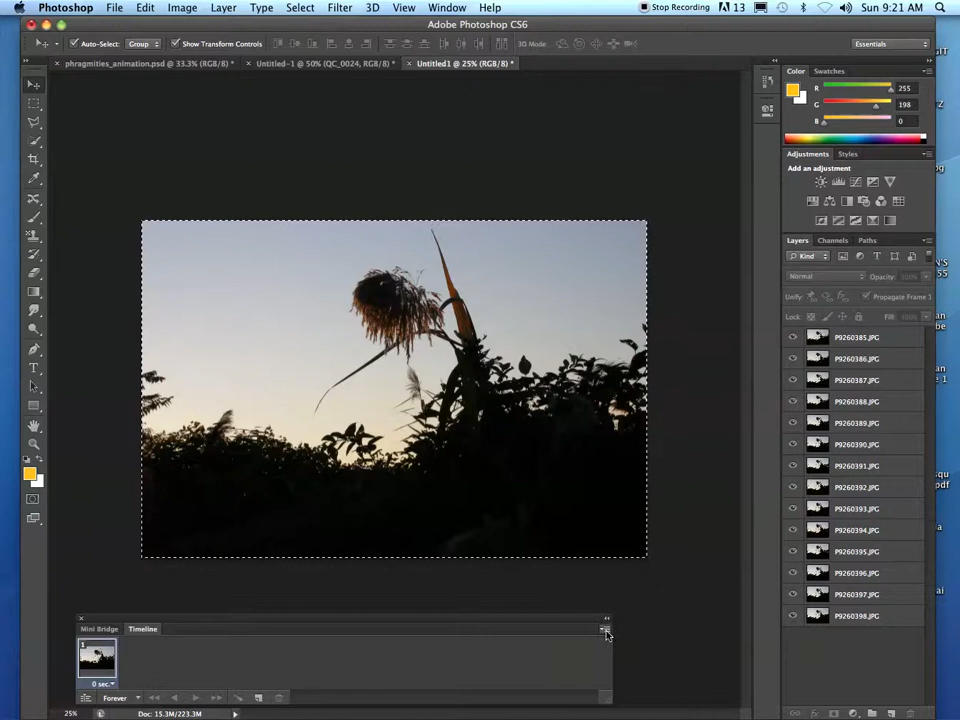 Photoshop File Edit Image Layer Type Select Filter 3D View Window Help Stop Recording 13 Sun 9:21 AM
Adobe Photoshop CS6
Auto-Select: Group Show Transform Controls 3D Mode: Essentials
phragmities_animation.psd @ 33.3% (RGB/8) * Untitled-1 @ 50% (QC_0024, RGB/8) * Untitled1 @ 25% (RGB/8) *
Color Swatches
R 255
G 198
B 0
Adjustments Styles
Add an adjustment
Layers Channels Paths
Kind
Normal Opacity: 100%
Unify: Propagate Frame 1
Lock: Fill: 100%
P9260385.JPG
P9260386.JPG
P9260387.JPG
P9260388.JPG
P9260389.JPG
P9260390.JPG
P9260391.JPG
P9260392.JPG
P9260393.JPG
P9260394.JPG
P9260395.JPG
P9260396.JPG
P9260397.JPG
P9260398.JPG
Mini Bridge Timeline
1
0 sec.
Forever
25% Doc: 15.3M/223.3M